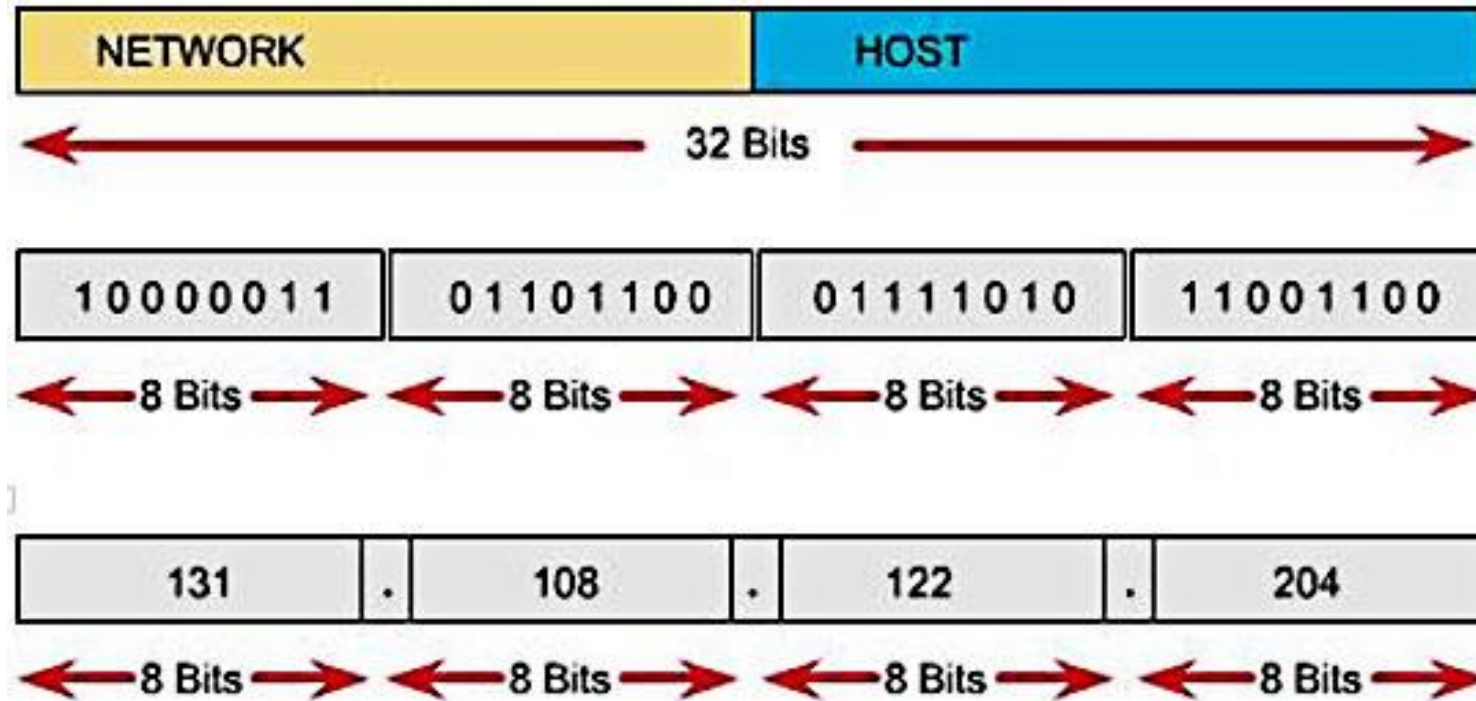 NETWORK HOST
32 Bits
10000011 01101100 01111010 11001100
8 Bits 8 Bits 8 Bits 8 Bits
131 . 108 . 122 . 204
8 Bits 8 Bits 8 Bits 8 Bits